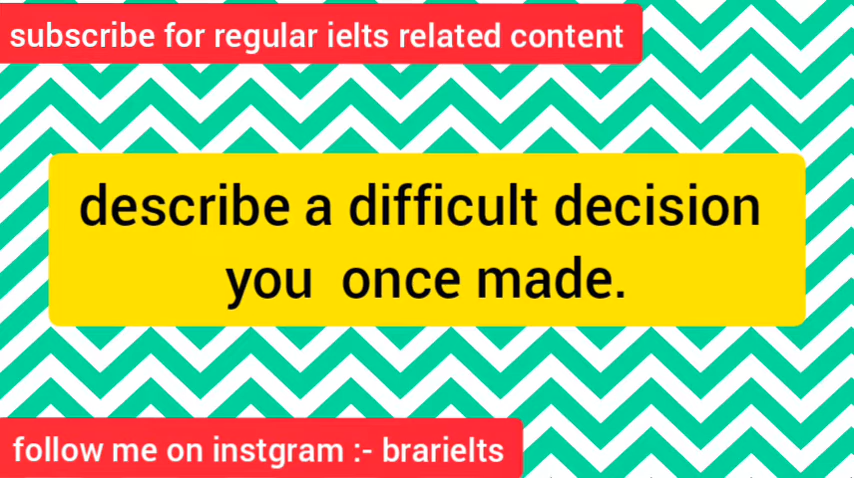 subscribe for regular ielts related content
describe a difficult decision
you once made.
follow me on instgram :- brarielts